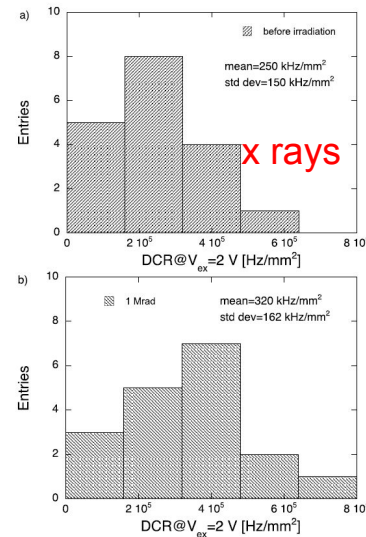 a)
10
8
6
4
2
0
Entries
before irradiation
mean=250 kHz/mm²
std dev=150 kHz/mm²
x rays
0 2 10⁵ 4 10⁵ 6 10⁵ 8 10
DCR@V_ex=2 V [Hz/mm²]
b)
10
8
6
4
2
0
Entries
1 Mrad
mean=320 kHz/mm²
std dev=162 kHz/mm²
0 2 10⁵ 4 10⁵ 6 10⁵ 8 10
DCR@V_ex=2 V [Hz/mm²]